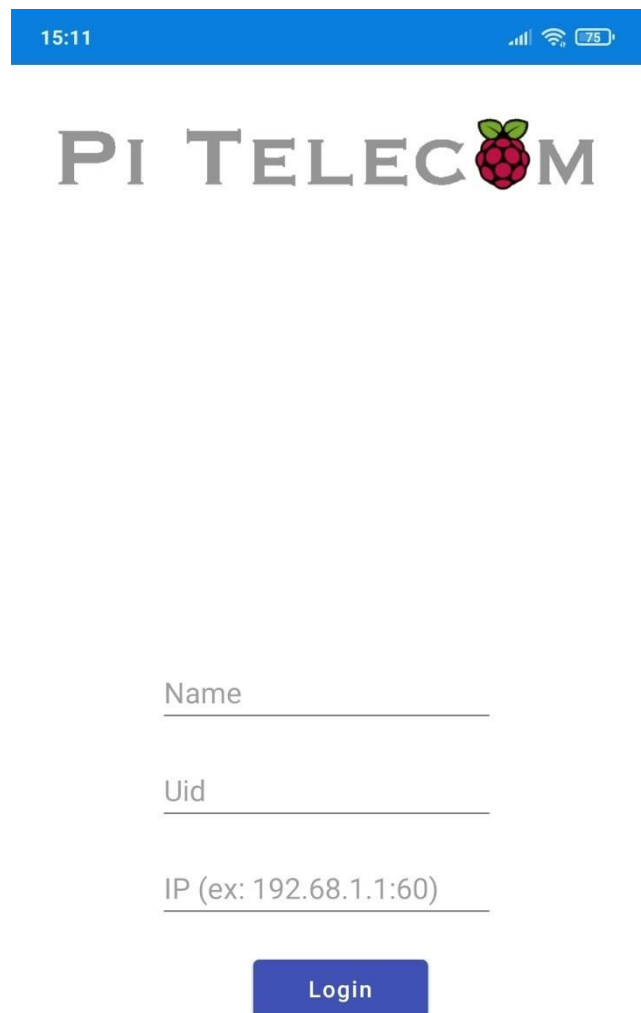 15:11 75
PI TELECOM
Name
Uid
IP (ex: 192.68.1.1:60)
Login